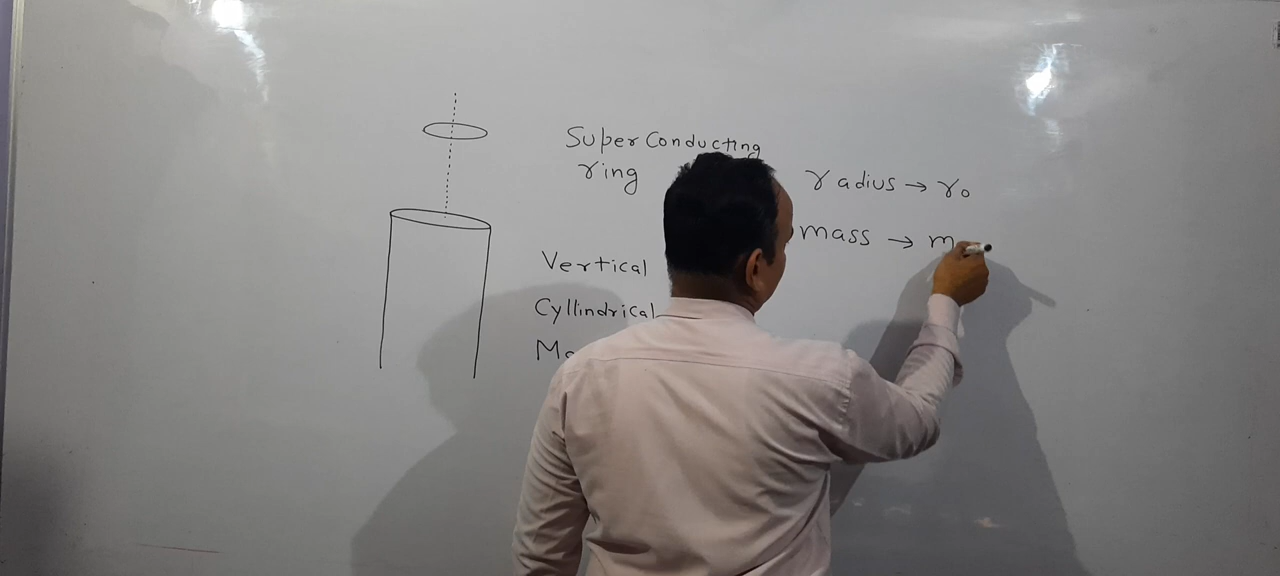 Super Conducting
ring
radius → r₀
mass → m
Vertical
Cyllindrical